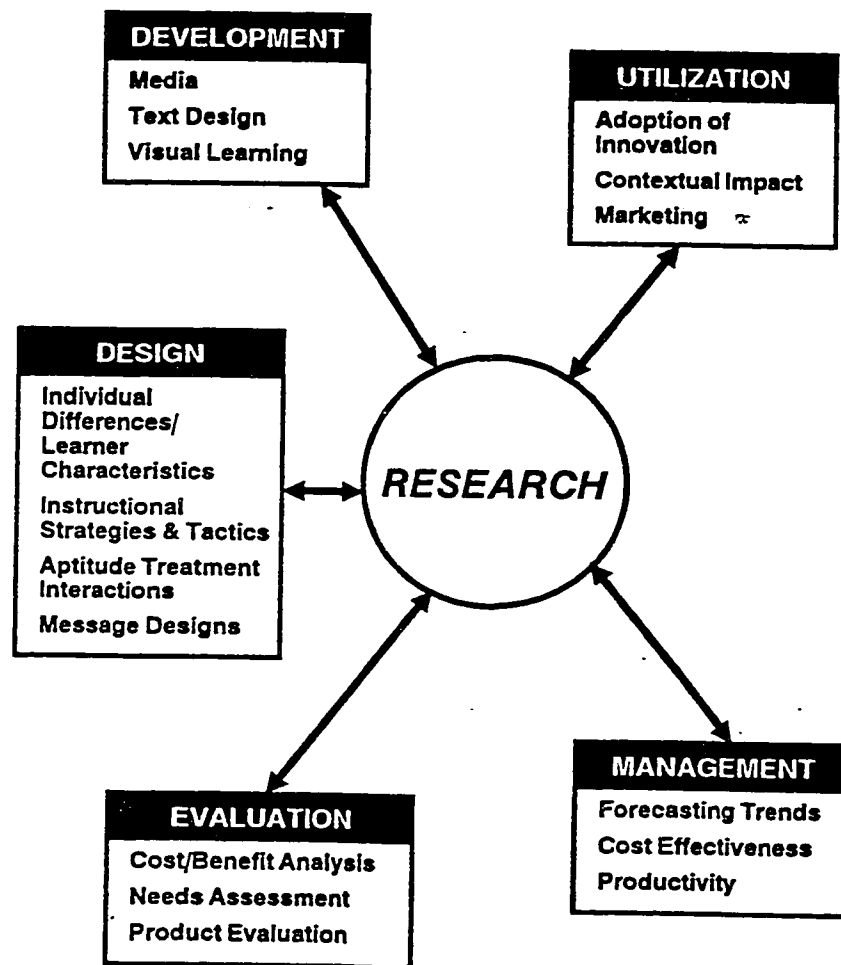 DEVELOPMENT
Media
Text Design
Visual Learning
UTILIZATION
Adoption of
Innovation
Contextual Impact
Marketing
DESIGN
Individual
Differences/
Learner
Characteristics
Instructional
Strategies & Tactics
Aptitude Treatment
Interactions
Message Designs
RESEARCH
EVALUATION
Cost/Benefit Analysis
Needs Assessment
Product Evaluation
MANAGEMENT
Forecasting Trends
Cost Effectiveness
Productivity